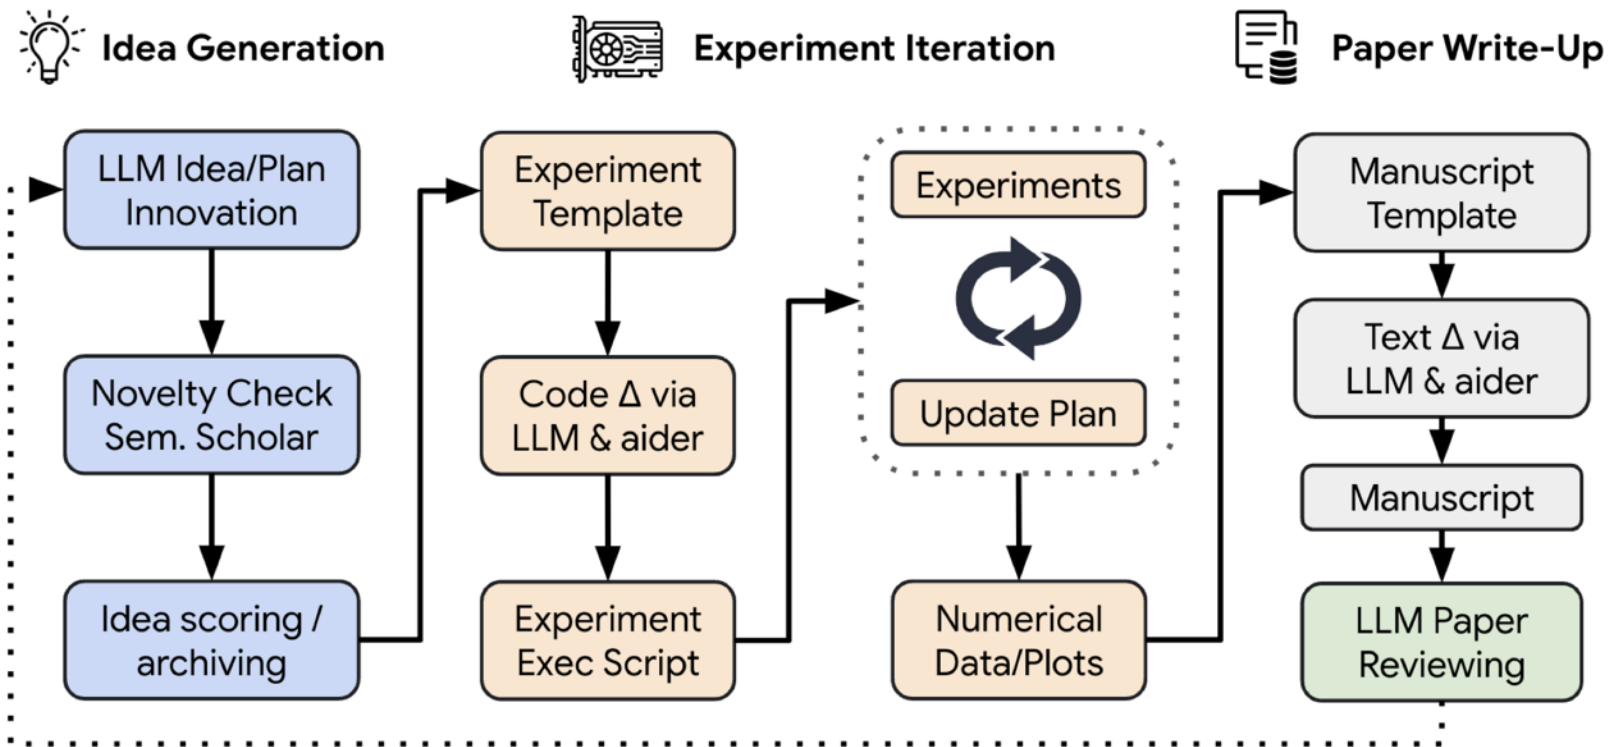 Idea Generation
Experiment Iteration
Paper Write-Up
LLM Idea/Plan
Innovation
Novelty Check
Sem. Scholar
Idea scoring /
archiving
Experiment
Template
Code Δ via
LLM & aider
Experiment
Exec Script
Experiments
Update Plan
Numerical
Data/Plots
Manuscript
Template
Text Δ via
LLM & aider
Manuscript
LLM Paper
Reviewing